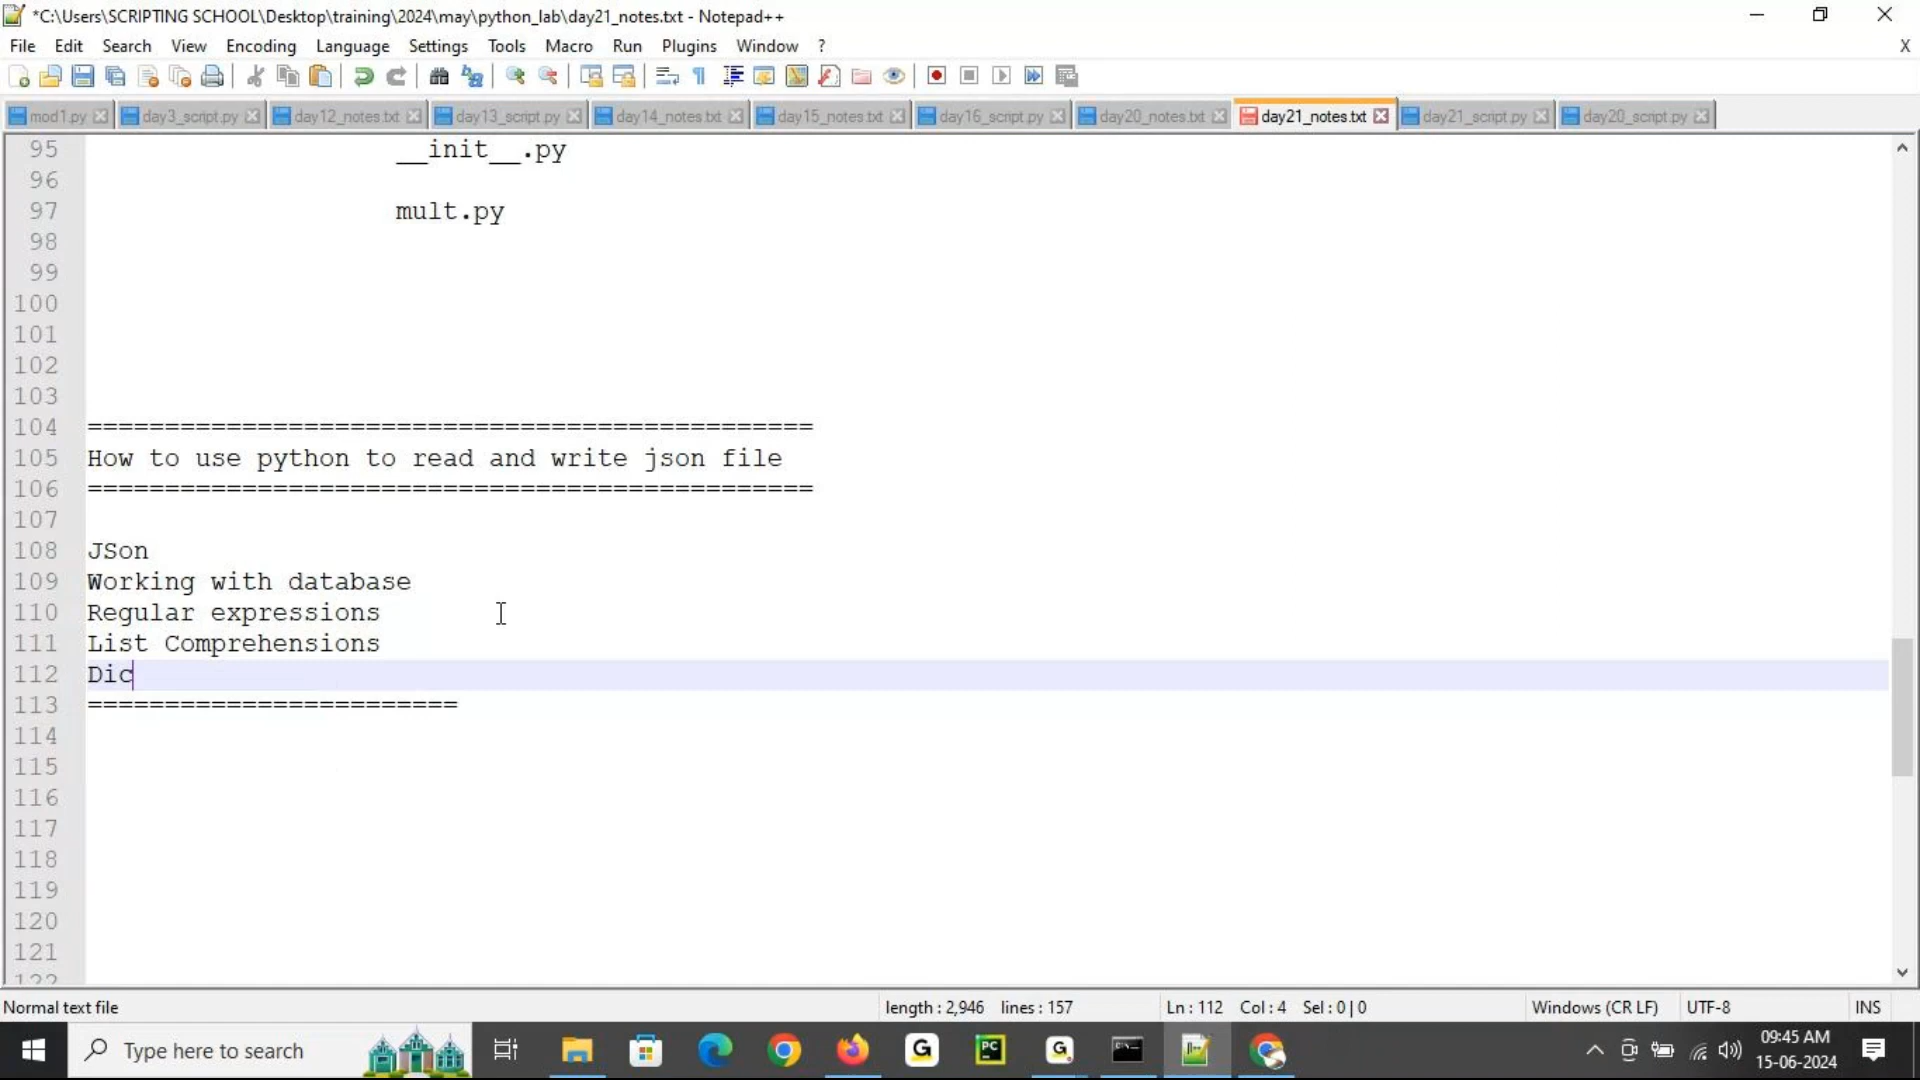 *C:\Users\SCRIPTING SCHOOL\Desktop\training\2024\may\python_lab\day21_notes.txt - Notepad++
File Edit Search View Encoding Language Settings Tools Macro Run Plugins Window ? X
mod1.py day3_script.py day12_notes.txt day13_script.py day14_notes.txt day15_notes.txt day16_script.py day20_notes.txt day21_notes.txt day21_script.py day20_script.py
95 __init__.py
96
97 mult.py
98
99
100
101
102
103
104 ===============================================
105 How to use python to read and write json file
106 ===============================================
107
108 JSon
109 Working with database
110 Regular expressions
111 List Comprehensions
112 Dic
113 ========================
114
115
116
117
118
119
120
121
122
Normal text file length : 2,946 lines : 157 Ln : 112 Col : 4 Sel : 0 | 0 Windows (CR LF) UTF-8 INS
Type here to search
09:45 AM
15-06-2024